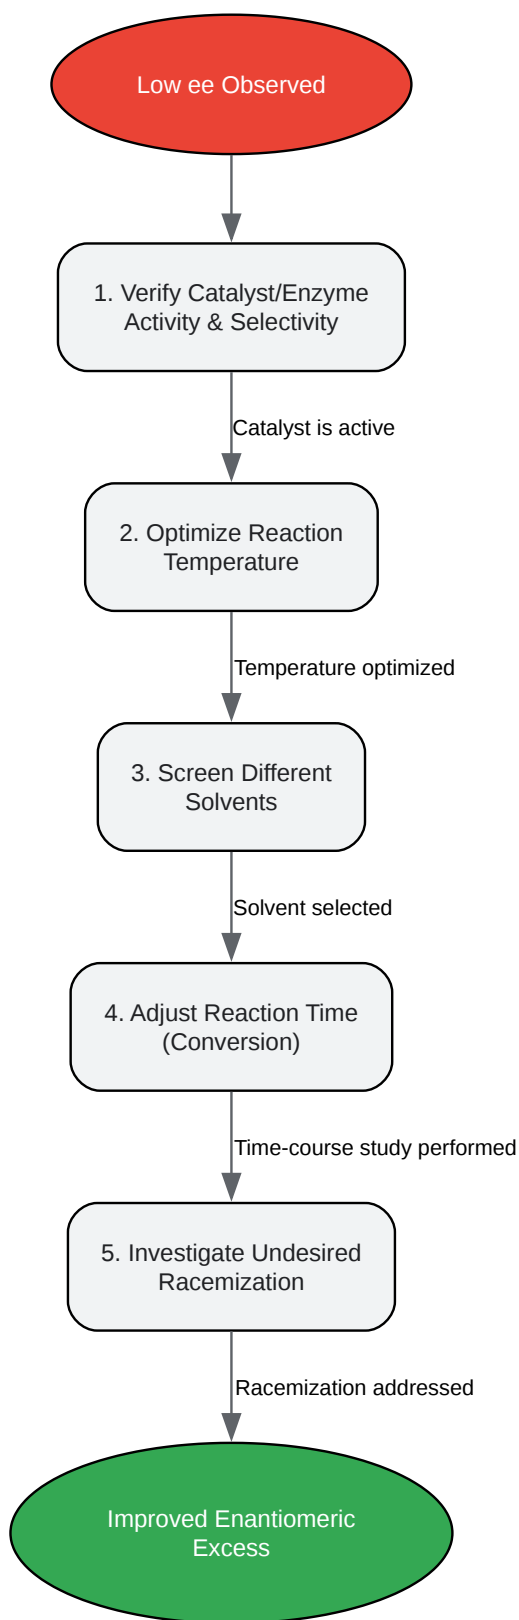 Low ee Observed
1. Verify Catalyst/Enzyme
Activity & Selectivity
Catalyst is active
2. Optimize Reaction
Temperature
Temperature optimized
3. Screen Different
Solvents
Solvent selected
4. Adjust Reaction Time
(Conversion)
Time-course study performed
5. Investigate Undesired
Racemization
Racemization addressed
Improved Enantiomeric
Excess